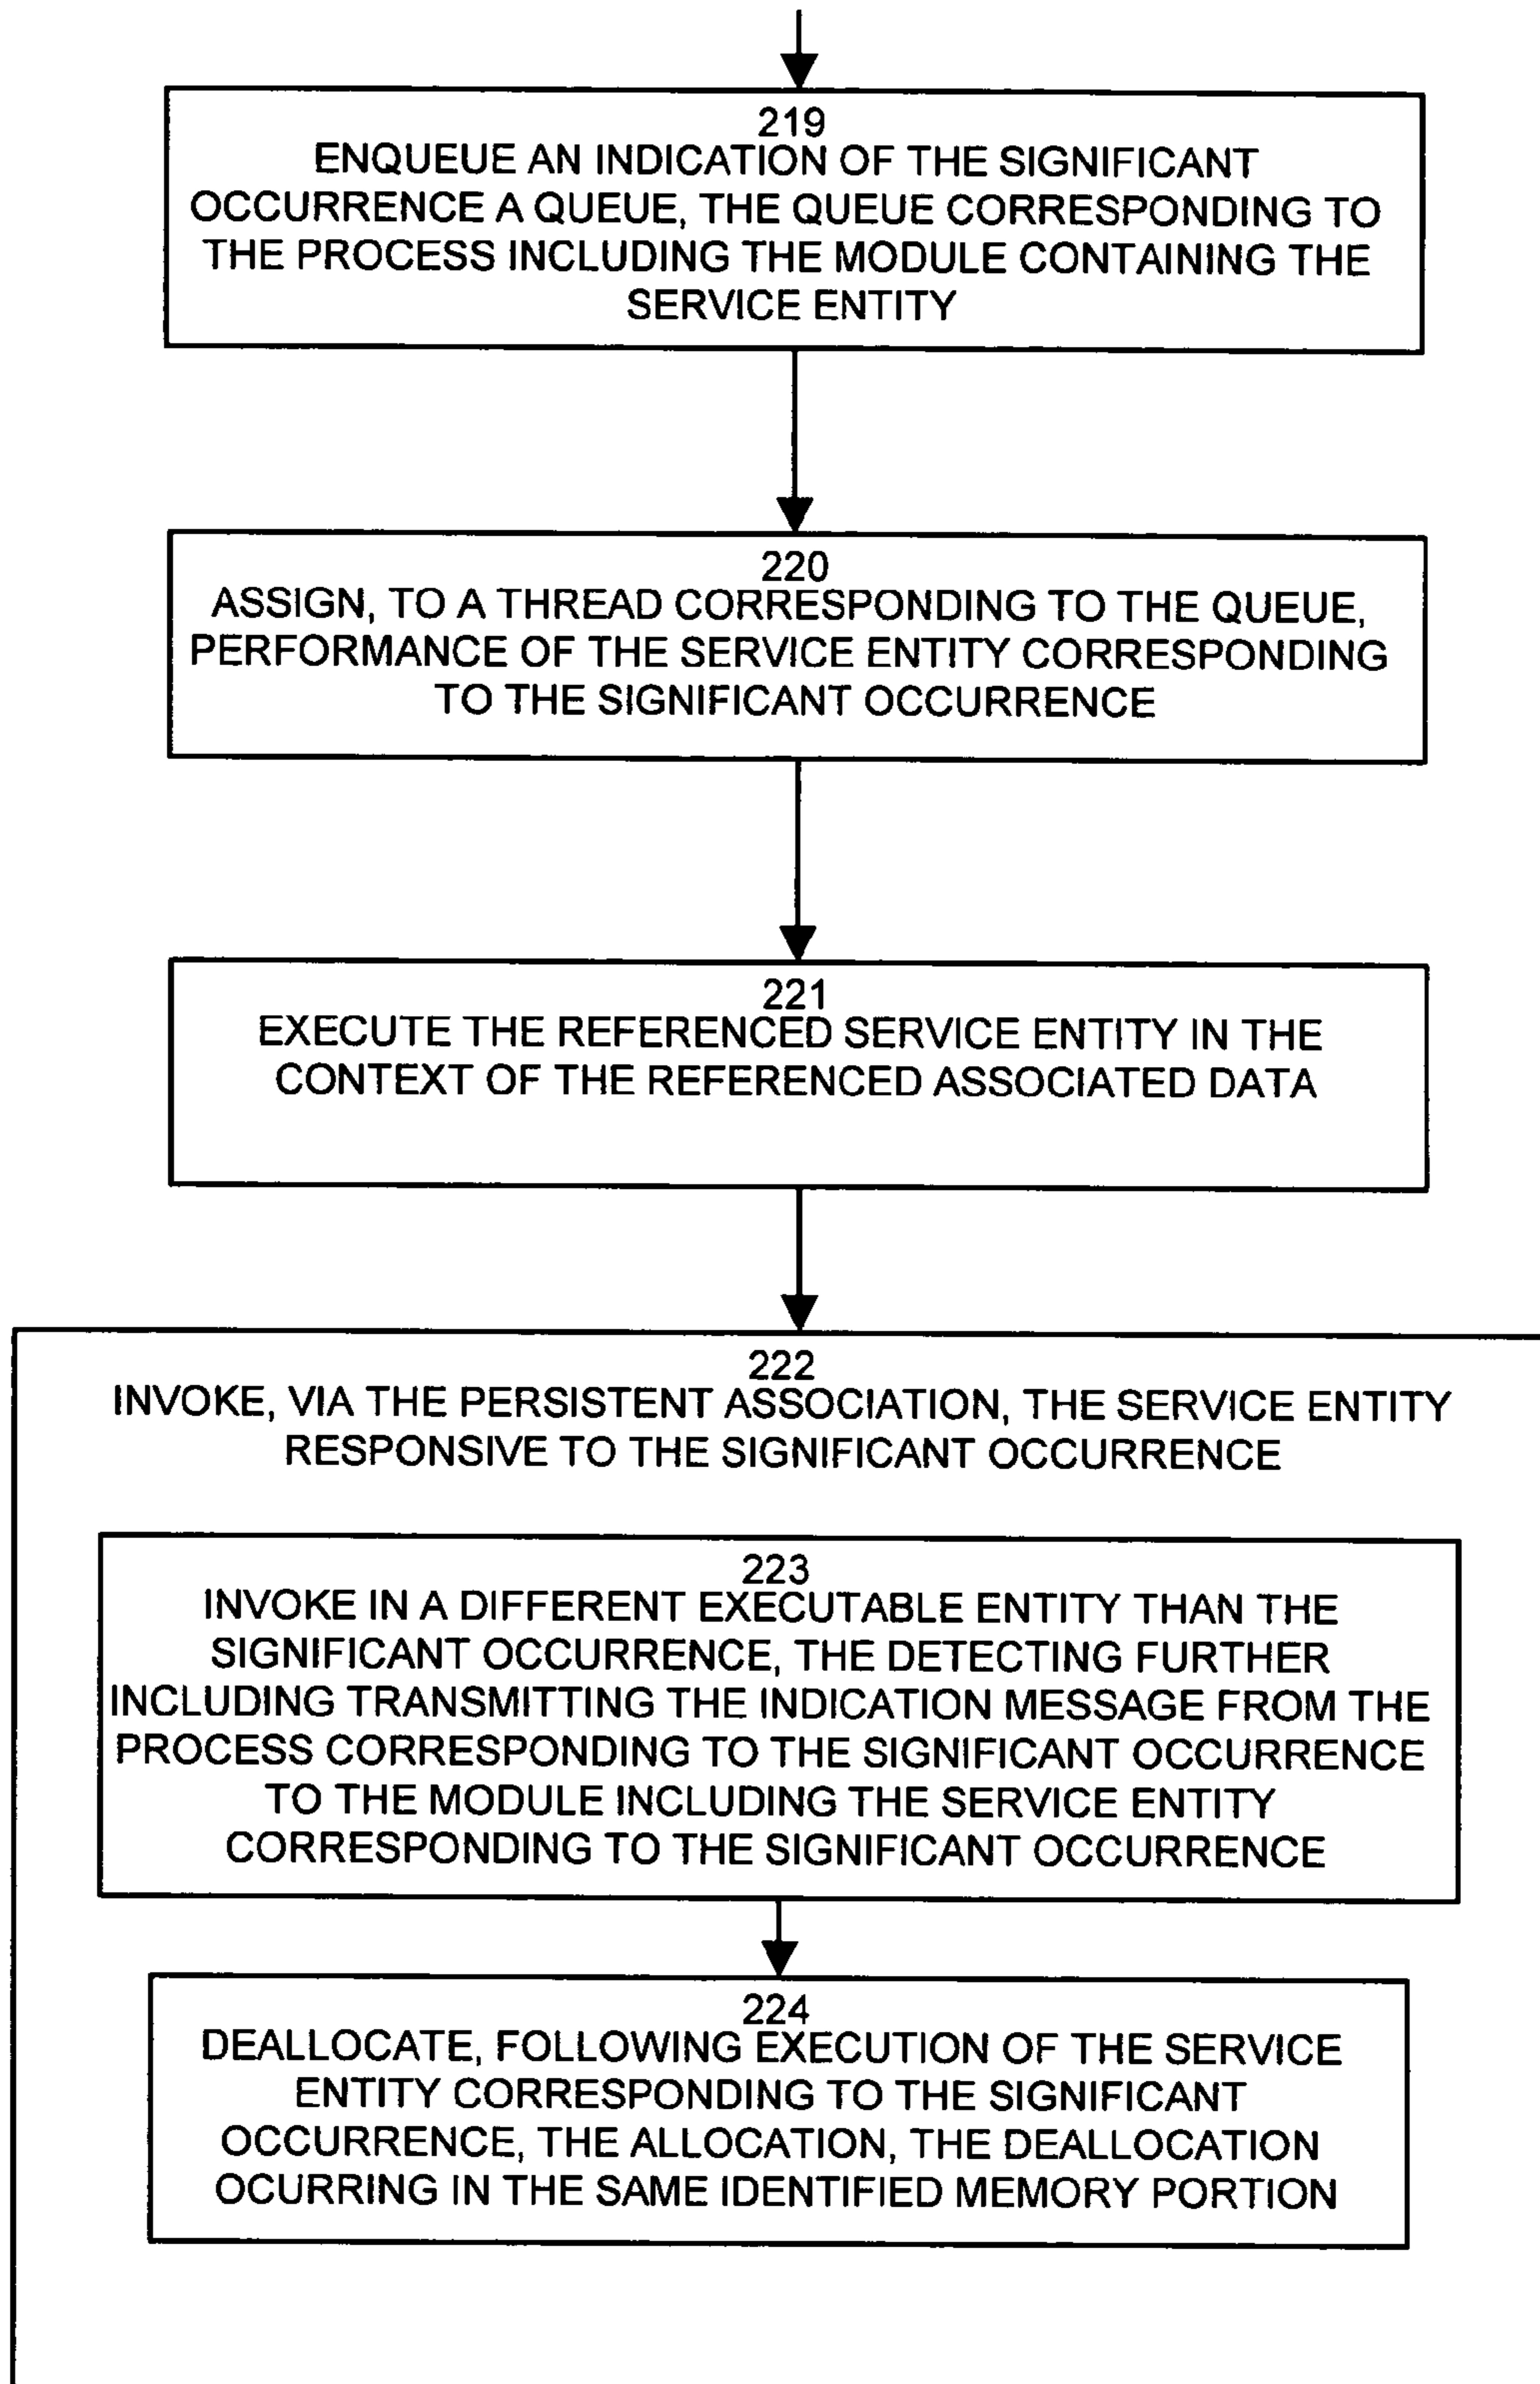 219
ENQUEUE AN INDICATION OF THE SIGNIFICANT
OCCURRENCE A QUEUE, THE QUEUE CORRESPONDING TO
THE PROCESS INCLUDING THE MODULE CONTAINING THE
SERVICE ENTITY
220
ASSIGN, TO A THREAD CORRESPONDING TO THE QUEUE,
PERFORMANCE OF THE SERVICE ENTITY CORRESPONDING
TO THE SIGNIFICANT OCCURRENCE
221
EXECUTE THE REFERENCED SERVICE ENTITY IN THE
CONTEXT OF THE REFERENCED ASSOCIATED DATA
222
INVOKE, VIA THE PERSISTENT ASSOCIATION, THE SERVICE ENTITY
RESPONSIVE TO THE SIGNIFICANT OCCURRENCE
223
INVOKE IN A DIFFERENT EXECUTABLE ENTITY THAN THE
SIGNIFICANT OCCURRENCE, THE DETECTING FURTHER
INCLUDING TRANSMITTING THE INDICATION MESSAGE FROM THE
PROCESS CORRESPONDING TO THE SIGNIFICANT OCCURRENCE
TO THE MODULE INCLUDING THE SERVICE ENTITY
CORRESPONDING TO THE SIGNIFICANT OCCURRENCE
224
DEALLOCATE, FOLLOWING EXECUTION OF THE SERVICE
ENTITY CORRESPONDING TO THE SIGNIFICANT
OCCURRENCE, THE ALLOCATION, THE DEALLOCATION
OCURRING IN THE SAME IDENTIFIED MEMORY PORTION